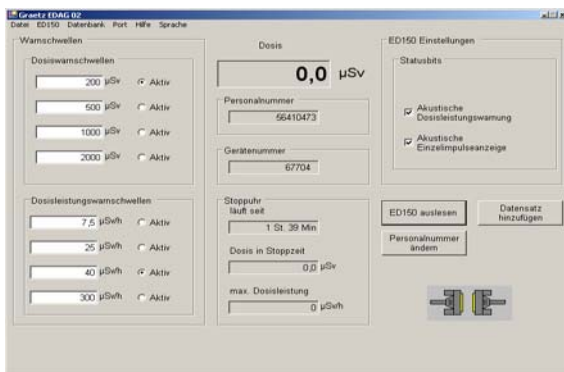 Graetz EDAG 02
Datei ED150 Datenbank Port Hilfe Sprache
Warnschwellen
Dosiswarnschwellen
200 µSv Aktiv
500 µSv Aktiv
1000 µSv Aktiv
2000 µSv Aktiv
Dosisleistungswarnschwellen
7,5 µSv/h Aktiv
25 µSv/h Aktiv
40 µSv/h Aktiv
300 µSv/h Aktiv
Dosis
0,0 µSv
Personalnummer
56410473
Gerätenummer
67704
Stoppuhr
läuft seit
1 St. 39 Min
Dosis in Stoppzeit
0,0 µSv
max. Dosisleistung
0 µSv/h
ED150 Einstellungen
Statusbits
Akustische
Dosisleistungswarnung
Akustische
Einzelimpulseanzeige
ED150 auslesen
Datensatz
hinzufügen
Personalnummer
ändern